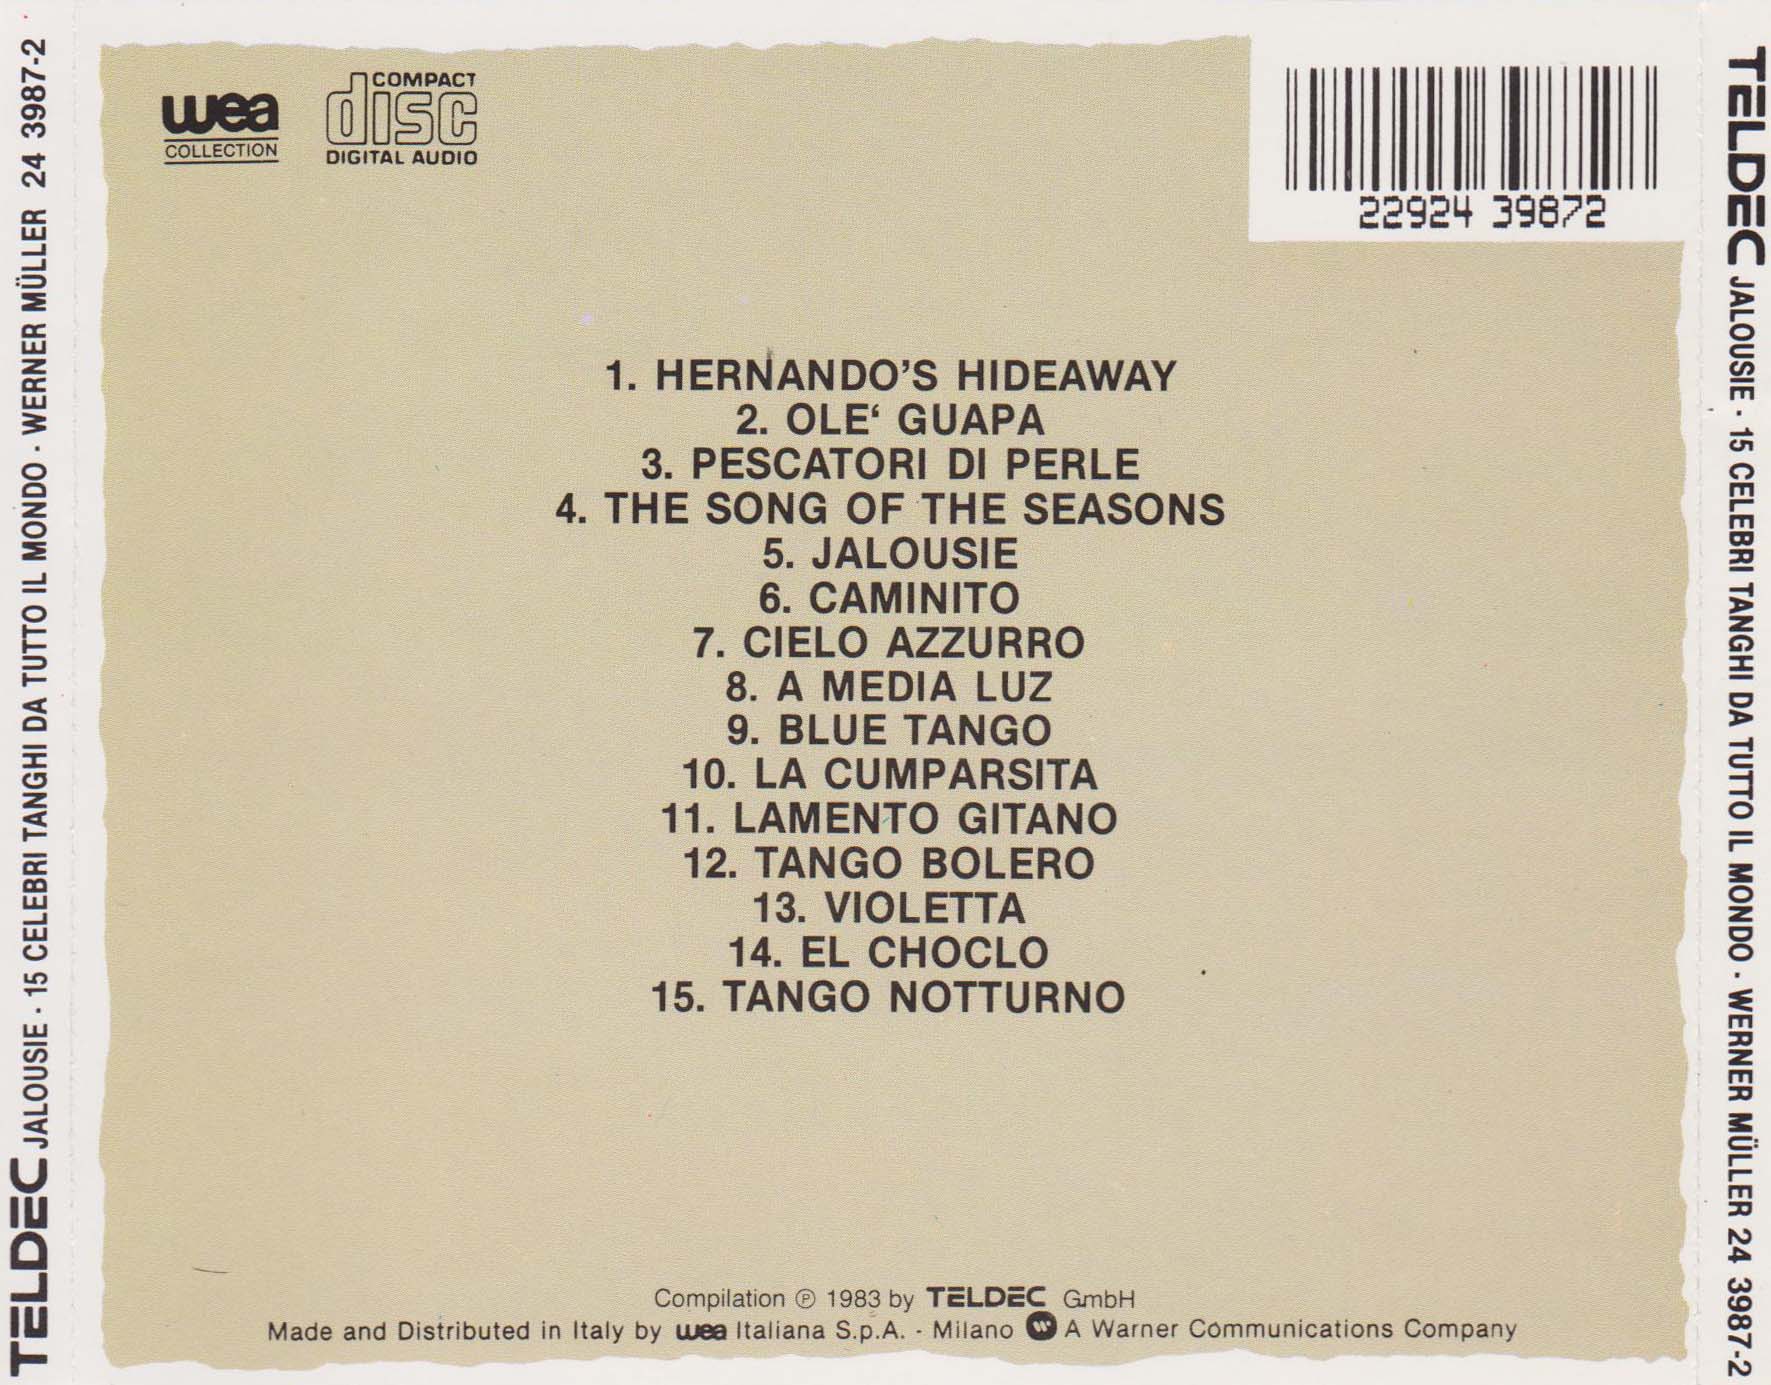 TELDEC JALOUSIE · 15 CELEBRI TANGHI DA TUTTO IL MONDO · WERNER MÜLLER 24 3987-2
wea
COLLECTION
COMPACT
disc
DIGITAL AUDIO
22924 39872
1. HERNANDO'S HIDEAWAY
2. OLE‘ GUAPA
3. PESCATORI DI PERLE
4. THE SONG OF THE SEASONS
5. JALOUSIE
6. CAMINITO
7. CIELO AZZURRO
8. A MEDIA LUZ
9. BLUE TANGO
10. LA CUMPARSITA
11. LAMENTO GITANO
12. TANGO BOLERO
13. VIOLETTA
14. EL CHOCLO
15. TANGO NOTTURNO
Compilation ℗ 1983 by TELDEC GmbH
Made and Distributed in Italy by wea Italiana S.p.A. - Milano W A Warner Communications Company
TELDEC JALOUSIE · 15 CELEBRI TANGHI DA TUTTO IL MONDO · WERNER MÜLLER 24 3987-2